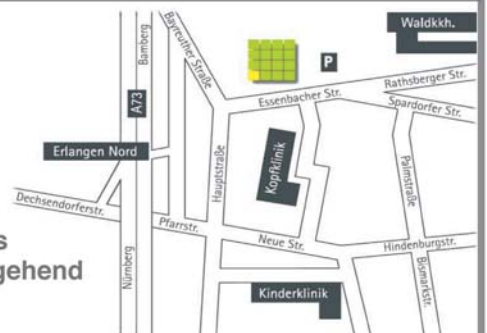 Waldkkh.
Bayreuther Straße
Bamberg
P
Rathsberger Str.
Essenbacher Str.
Spardorfer Str.
A73
Erlangen Nord
Hauptstraße
Kopfklinik
Palmstraße
Dechsendorferstr.
Pfarrstr.
Neue Str.
Hindenburgstr.
s
gehend
Nürnberg
Bismarkstr.
Kinderklinik